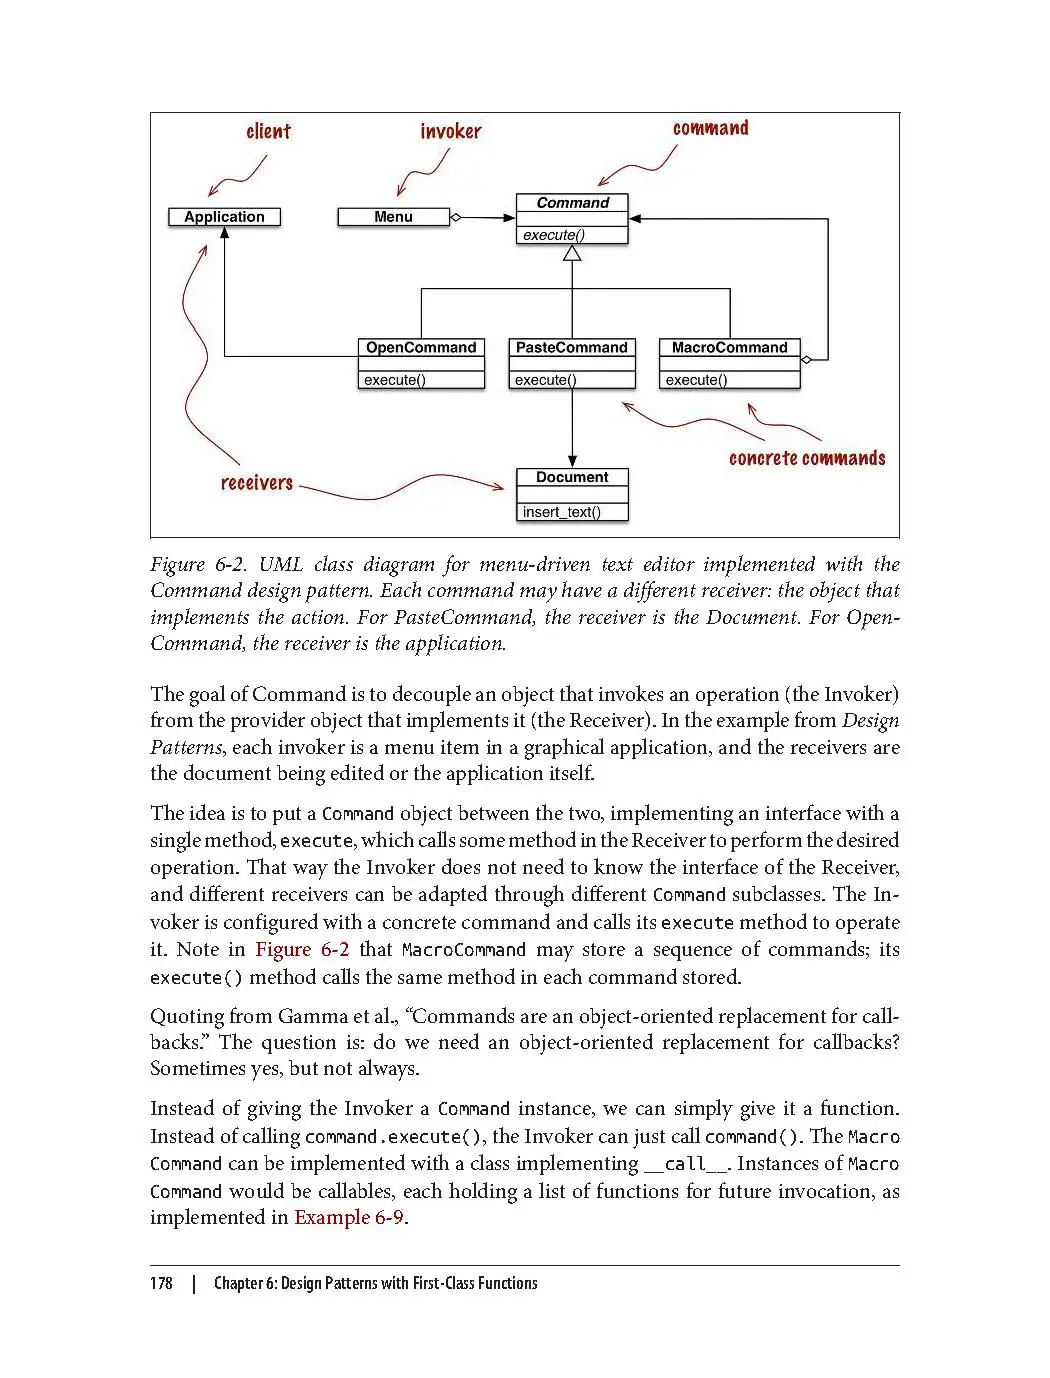 client
invoker
command
Application
Menu
Command
execute()
OpenCommand
execute()
PasteCommand
execute()
MacroCommand
execute()
concrete commands
receivers
Document
insert_text()
Figure 6-2. UML class diagram for menu-driven text editor implemented with the
Command design pattern. Each command may have a different receiver: the object that
implements the action. For PasteCommand, the receiver is the Document. For Open-
Command, the receiver is the application.
The goal of Command is to decouple an object that invokes an operation (the Invoker)
from the provider object that implements it (the Receiver). In the example from Design
Patterns, each invoker is a menu item in a graphical application, and the receivers are
the document being edited or the application itself.
The idea is to put a Command object between the two, implementing an interface with a
single method, execute, which calls some method in the Receiver to perform the desired
operation. That way the Invoker does not need to know the interface of the Receiver,
and different receivers can be adapted through different Command subclasses. The In-
voker is configured with a concrete command and calls its execute method to operate
it. Note in Figure 6-2 that MacroCommand may store a sequence of commands; its
execute() method calls the same method in each command stored.
Quoting from Gamma et al., “Commands are an object-oriented replacement for call-
backs.” The question is: do we need an object-oriented replacement for callbacks?
Sometimes yes, but not always.
Instead of giving the Invoker a Command instance, we can simply give it a function.
Instead of calling command.execute(), the Invoker can just call command(). The Macro
Command can be implemented with a class implementing __call__. Instances of Macro
Command would be callables, each holding a list of functions for future invocation, as
implemented in Example 6-9.
178 | Chapter 6: Design Patterns with First-Class Functions